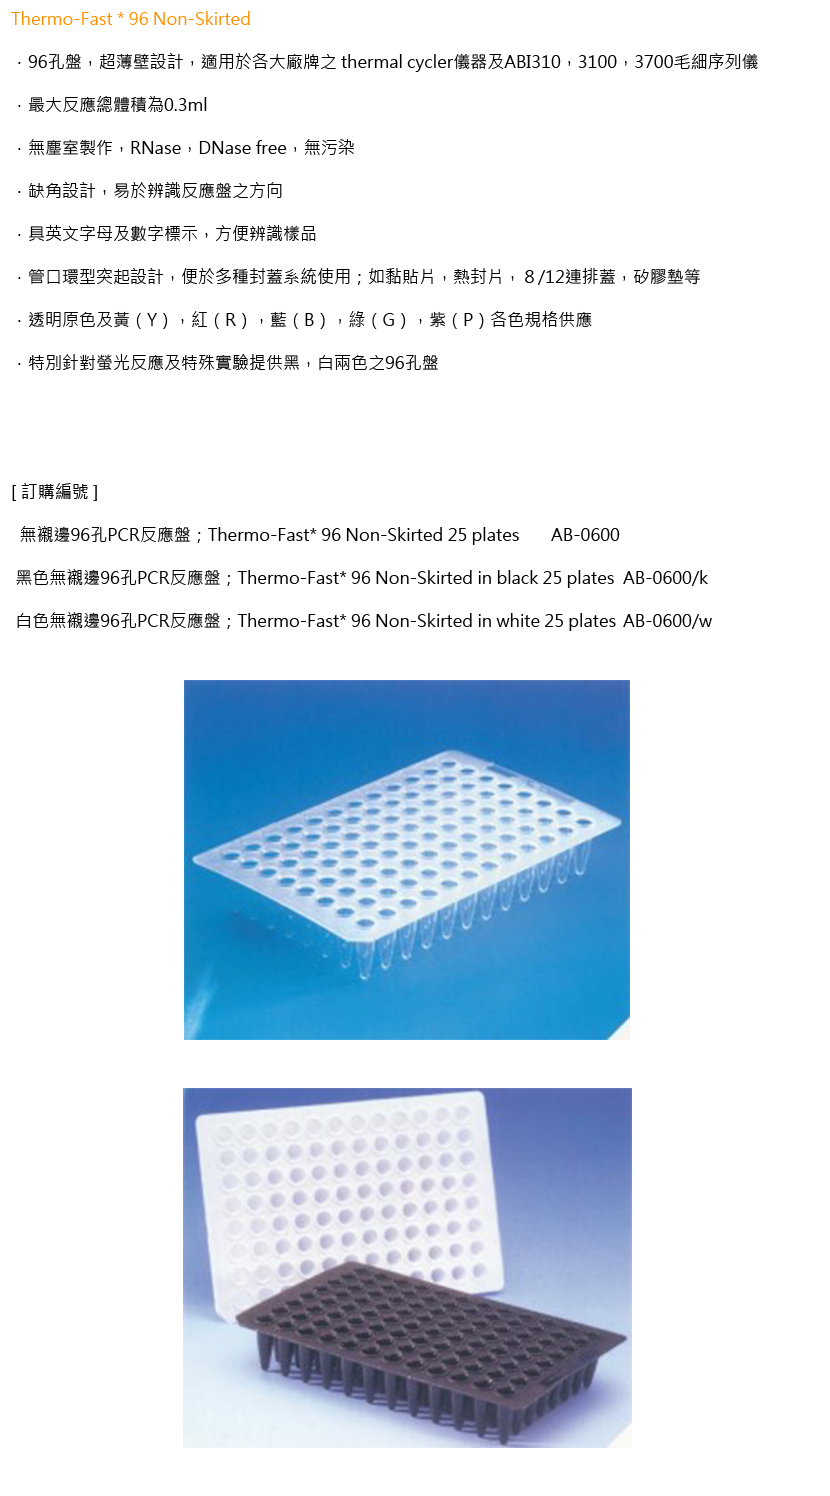 Thermo-Fast * 96 Non-Skirted
．96孔盤，超薄壁設計，適用於各大廠牌之 thermal cycler儀器及ABI310，3100，3700毛細序列儀
．最大反應總體積為0.3ml
．無塵室製作，RNase，DNase free，無污染
．缺角設計，易於辨識反應盤之方向
．具英文字母及數字標示，方便辨識樣品
．管口環型突起設計，便於多種封蓋系統使用；如黏貼片，熱封片，８/12連排蓋，矽膠墊等
．透明原色及黃（Y），紅（R），藍（B），綠（G），紫（P）各色規格供應
．特別針對螢光反應及特殊實驗提供黑，白兩色之96孔盤
[ 訂購編號 ]
無襯邊96孔PCR反應盤；Thermo-Fast* 96 Non-Skirted 25 plates AB-0600
黑色無襯邊96孔PCR反應盤；Thermo-Fast* 96 Non-Skirted in black 25 plates AB-0600/k
白色無襯邊96孔PCR反應盤；Thermo-Fast* 96 Non-Skirted in white 25 plates AB-0600/w